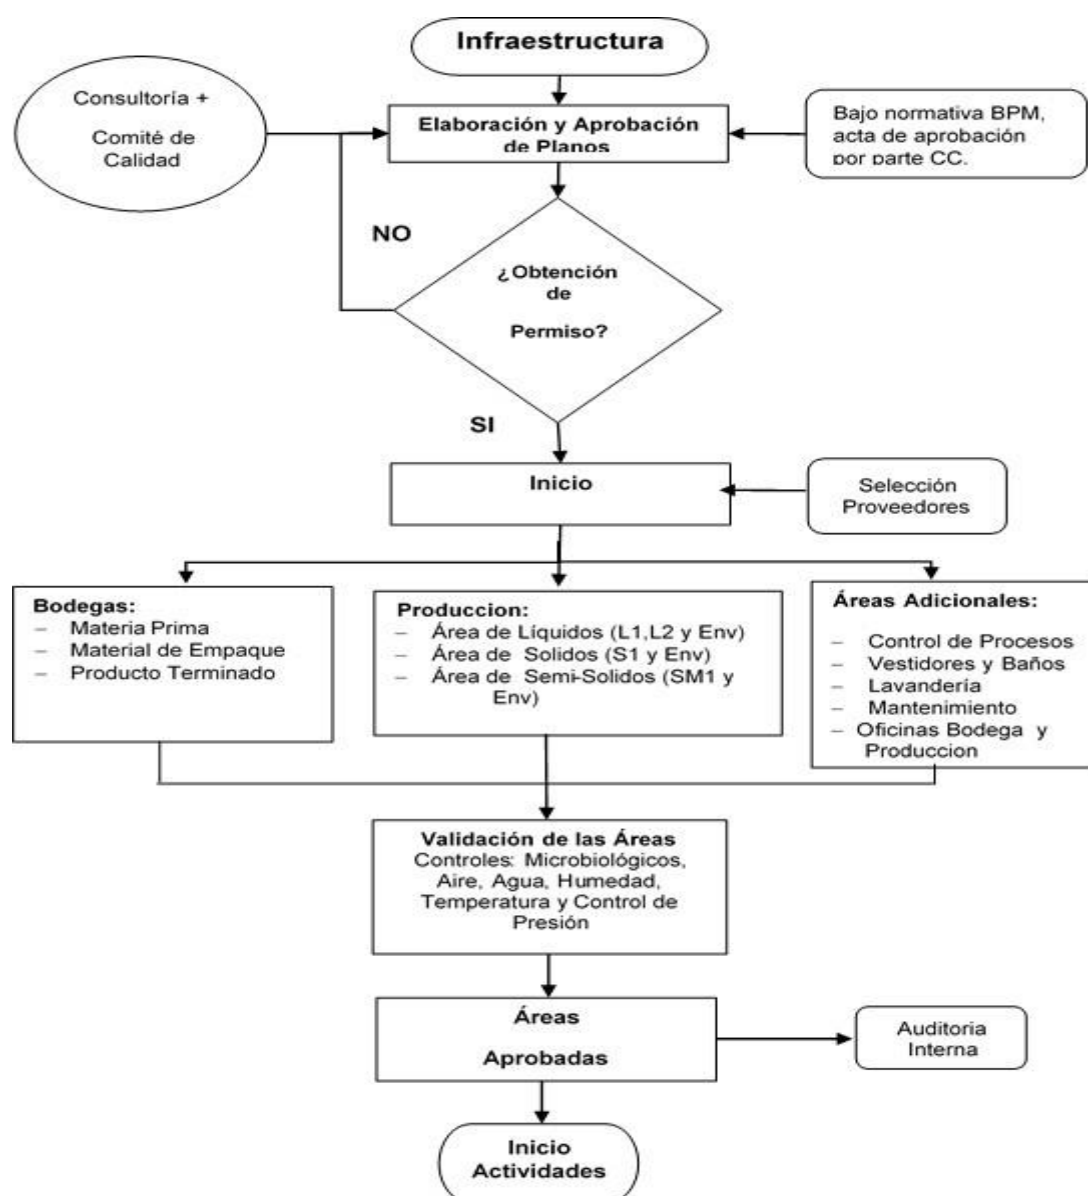 Infraestructura
Consultoría +
Comité de
Calidad
Elaboración y Aprobación
de Planos
Bajo normativa BPM,
acta de aprobación
por parte CC.
NO
¿Obtención
de
Permiso?
SI
Inicio
Selección
Proveedores
Bodegas:
– Materia Prima
– Material de Empaque
– Producto Terminado
Produccion:
– Área de Líquidos (L1,L2 y Env)
– Área de Solidos (S1 y Env)
– Área de Semi-Solidos (SM1 y
Env)
Áreas Adicionales:
– Control de Procesos
– Vestidores y Baños
– Lavandería
– Mantenimiento
– Oficinas Bodega y
Produccion
Validación de las Áreas
Controles: Microbiológicos,
Aire, Agua, Humedad,
Temperatura y Control de
Presión
Áreas
Aprobadas
Auditoria
Interna
Inicio
Actividades